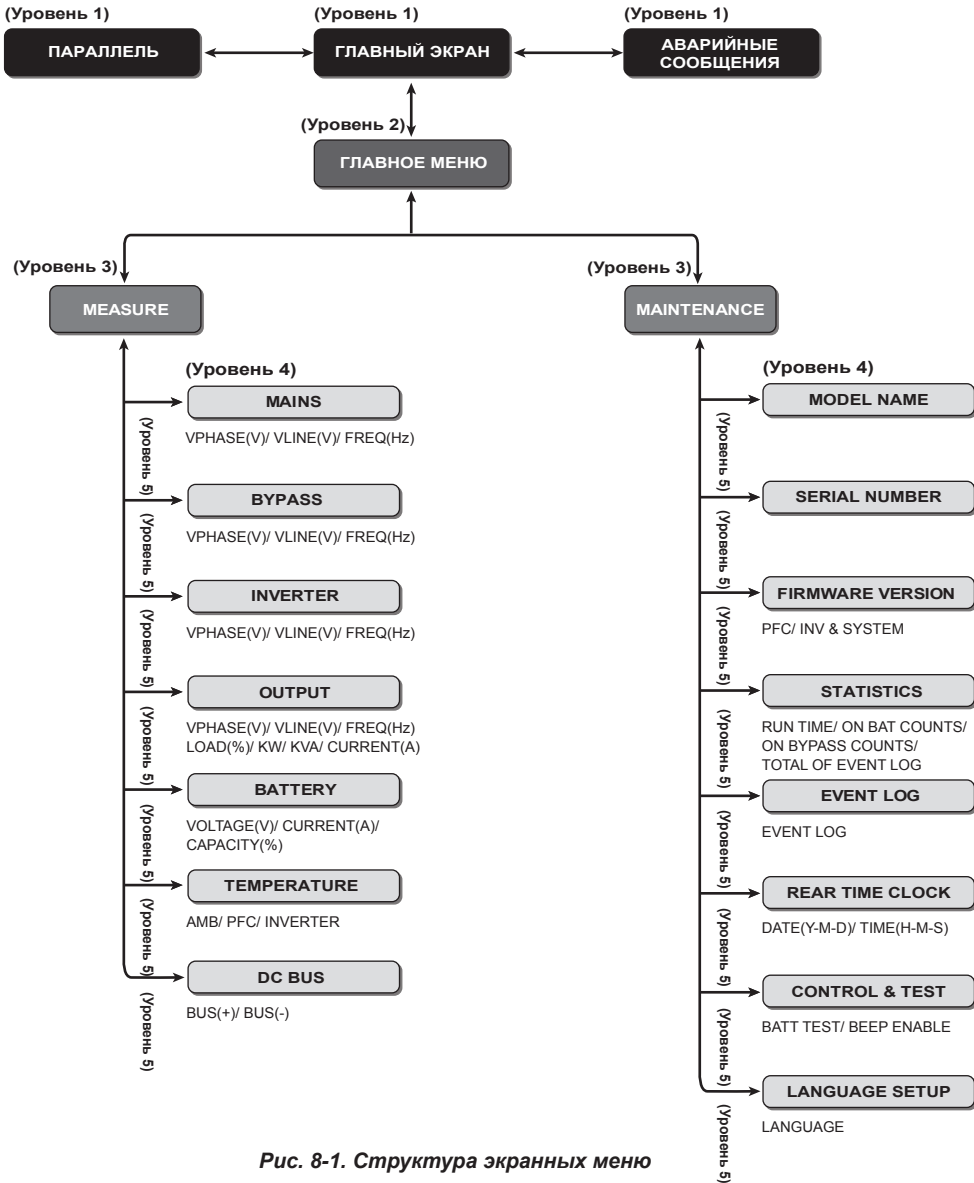 (Уровень 1)
(Уровень 1)
(Уровень 1)
ПАРАЛЛЕЛЬ
ГЛАВНЫЙ ЭКРАН
АВАРИЙНЫЕ
СООБЩЕНИЯ
(Уровень 2)
ГЛАВНОЕ МЕНЮ
(Уровень 3)
MEASURE
(Уровень 4)
MAINS
VPHASE(V)/ VLINE(V)/ FREQ(Hz)
(Уровень 5)
BYPASS
VPHASE(V)/ VLINE(V)/ FREQ(Hz)
(Уровень 5)
INVERTER
VPHASE(V)/ VLINE(V)/ FREQ(Hz)
(Уровень 5)
OUTPUT
VPHASE(V)/ VLINE(V)/ FREQ(Hz)
LOAD(%)/ KW/ KVA/ CURRENT(A)
(Уровень 5)
BATTERY
VOLTAGE(V)/ CURRENT(A)/
CAPACITY(%)
(Уровень 5)
TEMPERATURE
AMB/ PFC/ INVERTER
(Уровень 5)
DC BUS
BUS(+)/ BUS(-)
(Уровень 5)
(Уровень 3)
MAINTENANCE
(Уровень 4)
MODEL NAME
(Уровень 5)
SERIAL NUMBER
(Уровень 5)
FIRMWARE VERSION
PFC/ INV & SYSTEM
(Уровень 5)
STATISTICS
RUN TIME/ ON BAT COUNTS/
ON BYPASS COUNTS/
TOTAL OF EVENT LOG
(Уровень 5)
EVENT LOG
EVENT LOG
(Уровень 5)
REAR TIME CLOCK
DATE(Y-M-D)/ TIME(H-M-S)
(Уровень 5)
CONTROL & TEST
BATT TEST/ BEEP ENABLE
(Уровень 5)
LANGUAGE SETUP
LANGUAGE
(Уровень 5)
Рис. 8-1. Структура экранных меню